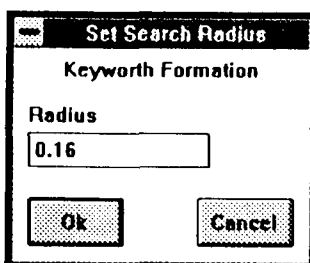 Set Search Radius
Keyworth Formation
Radius
0.16
Ok Cancel